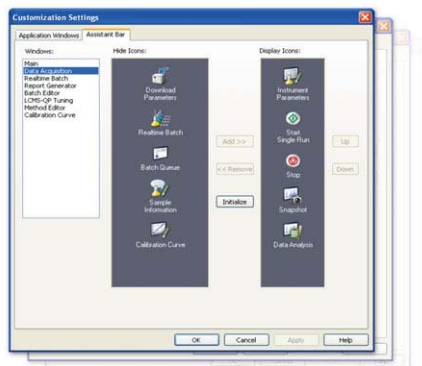 Customization Settings
Application Windows
Assistant Bar
Windows:
Hide Icons:
Display Icons:
Main
Data Acquisition
Realtime Batch
Report Generator
Batch Editor
LCMS-QP Tuning
Method Editor
Calibration Curve
Download
Parameters
Realtime Batch
Batch Queue
Sample
Information
Calibration Curve
Add >>
<< Remove
Initialize
Instrument
Parameters
Start
Single Run
Stop
Snapshot
Data Analysis
Up
Down
OK
Cancel
Apply
Help